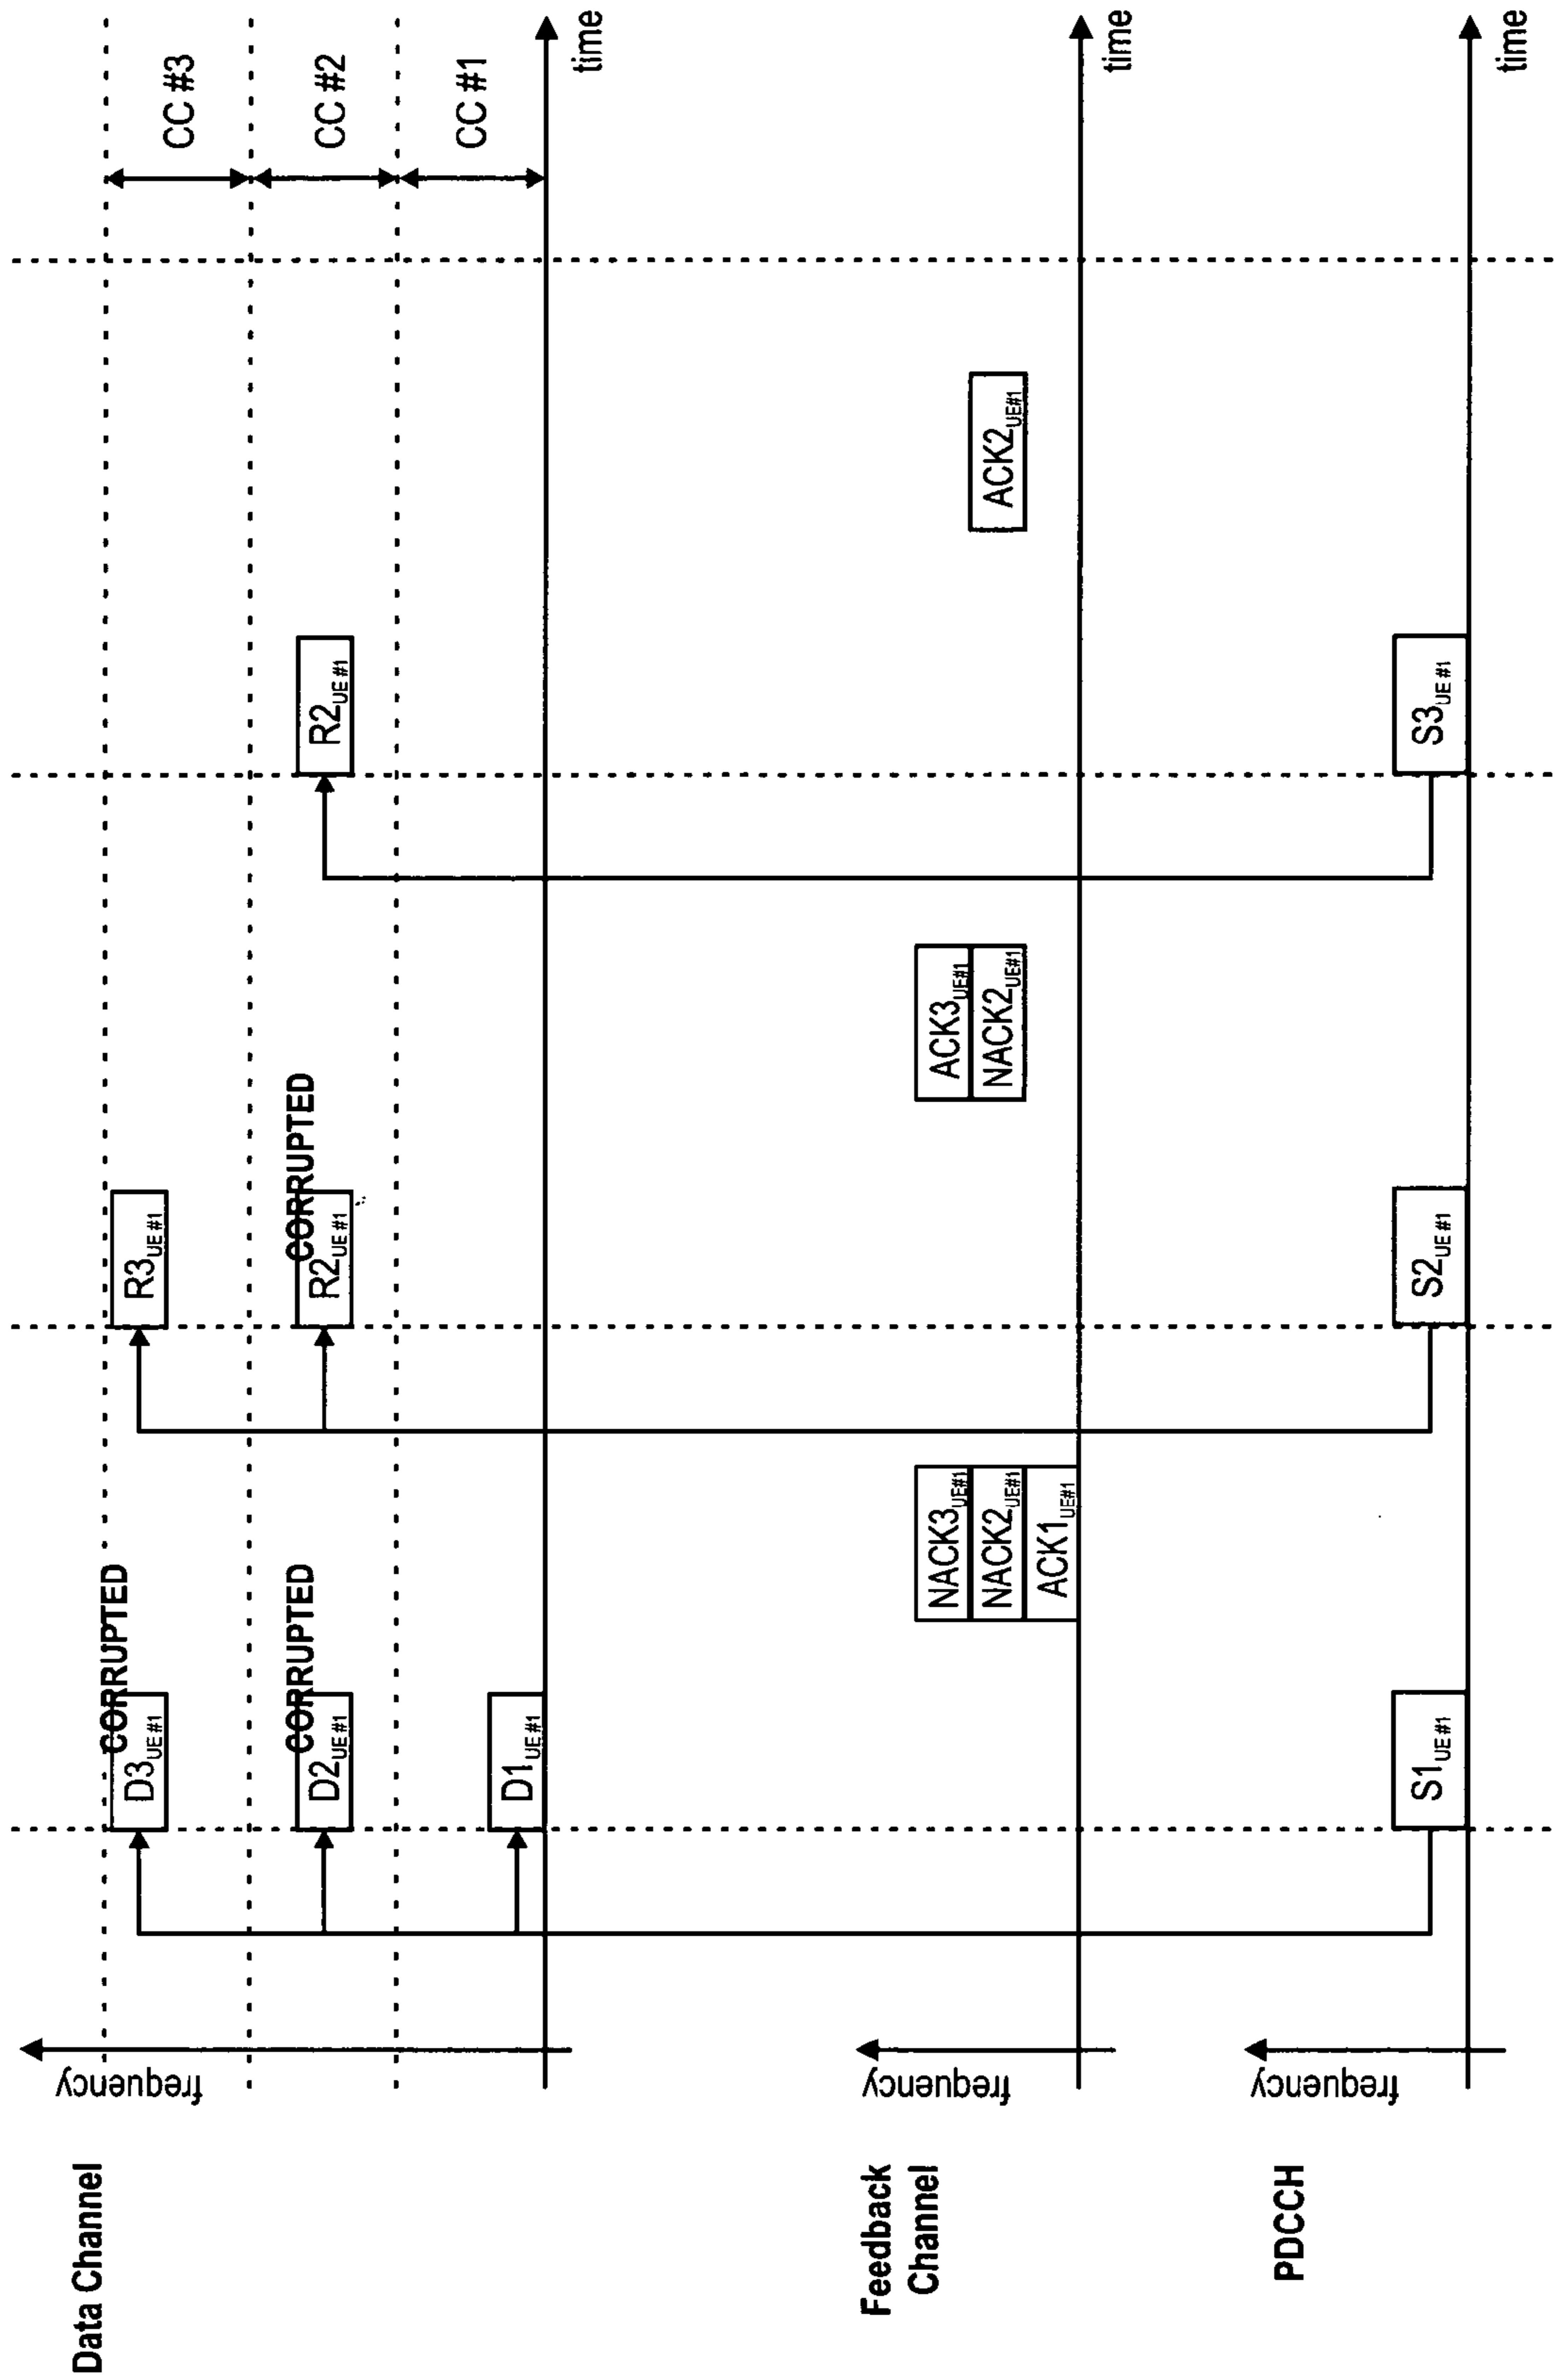 Data Channel
frequency
CORRUPTED
D3UE #1
R3UE #1
CC #3
CORRUPTED
D2UE #1
CORRUPTED
R2UE #1
R2UE #1
CC #2
D1UE #1
CC #1
time
Feedback
Channel
frequency
NACK3UE#1
NACK2UE#1
ACK1UE#1
ACK3UE#1
NACK2UE#1
ACK2UE#1
time
PDCCH
frequency
S1UE #1
S2UE #1
S3UE #1
time